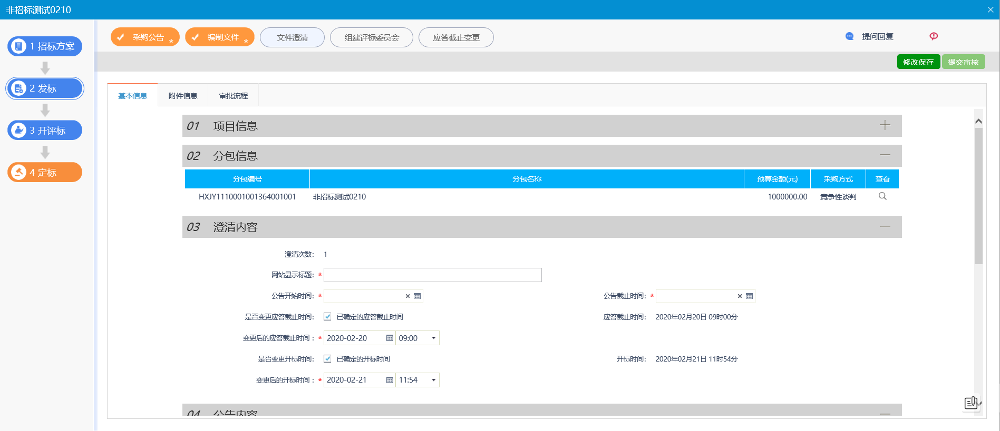 非招标测试0210
1 招标方案
2 发标
3 开评标
4 定标
采购公告 *
编制文件 *
文件澄清
组建评标委员会
应答截止变更
提问回复
修改保存
提交审核
基本信息
附件信息
审批流程
01 项目信息
02 分包信息
分包编号 分包名称 预算金额(元) 采购方式 查看
HXJY1110001001364001001 非招标测试0210 1000000.00 竞争性谈判
03 澄清内容
澄清次数: 1
网站显示标题: *
公告开始时间: * 公告截止时间: *
是否变更应答截止时间: 已确定的应答截止时间 应答截止时间: 2020年02月20日 09时00分
变更后的应答截止时间 : * 2020-02-20 09:00
是否变更开标时间: 已确定的开标时间 开标时间: 2020年02月21日 11时54分
变更后的开标时间 : * 2020-02-21 11:54
04 公告内容